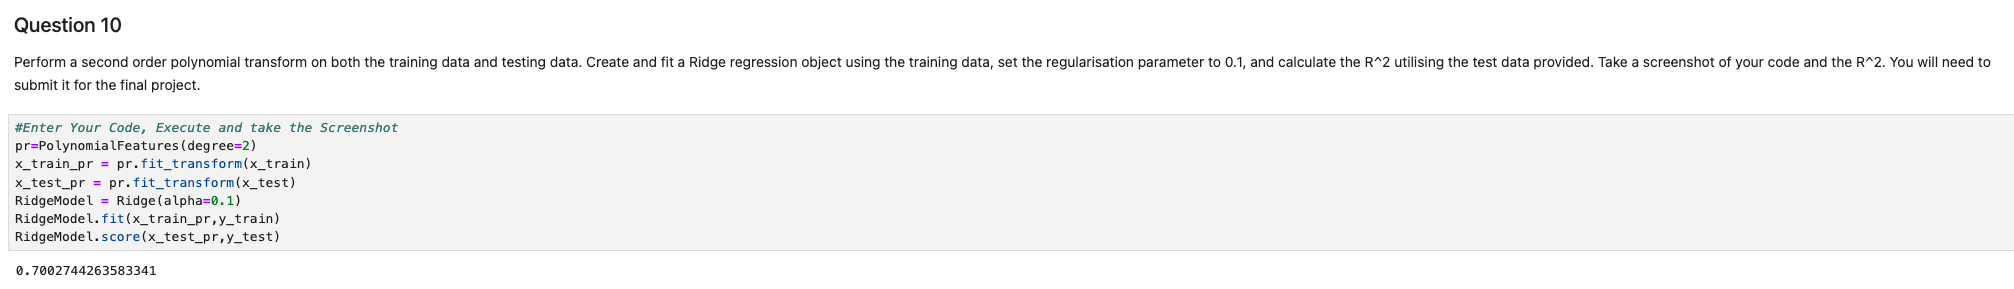 Question 10
Perform a second order polynomial transform on both the training data and testing data. Create and fit a Ridge regression object using the training data, set the regularisation parameter to 0.1, and calculate the R^2 utilising the test data provided. Take a screenshot of your code and the R^2. You will need to
submit it for the final project.
#Enter Your Code, Execute and take the Screenshot
pr=PolynomialFeatures(degree=2)
x_train_pr = pr.fit_transform(x_train)
x_test_pr = pr.fit_transform(x_test)
RidgeModel = Ridge(alpha=0.1)
RidgeModel.fit(x_train_pr,y_train)
RidgeModel.score(x_test_pr,y_test)
0.7002744263583341